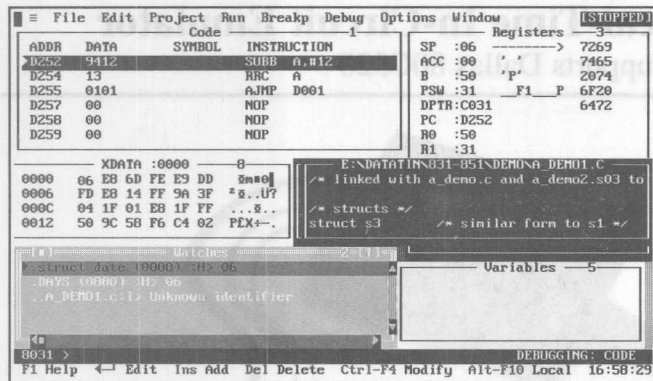 ≡ File Edit Project Run Breakp Debug Options Window [STOPPED]
Code 1
ADDR DATA SYMBOL INSTRUCTION
D252 9412 SUBB A,#12
D254 13 RRC A
D255 0101 AJMP D001
D257 00 NOP
D258 00 NOP
D259 00 NOP
Registers 3
SP :06 ----------> 7269
ACC :00 .. 7465
B :50 'P' 2074
PSW :31 __F1___P 6F20
DPTR:C031 6472
PC :D252
R0 :50
R1 :31
XDATA :0000 8
0000 06 E8 6D FE E9 DD
0006 FD E8 14 FF 9A 3F
000C 04 1F 01 E8 1F FF
0012 50 9C 5B F6 C4 02 P£X÷─.
E:\DATATIN\831-851\DEMO\A_DEMO1.C
/* linked with a_demo.c and a_demo2.s03 to
/* structs */
struct s3 /* similar form to s1 */
Watches 2
.struct date (0000) :H> 06
.DAYS (0000) :H> 06
..A_DEMO1.c:1> Unknown identifier
Variables 5
8031 > DEBUGGING: CODE
F1 Help ◄─┘ Edit Ins Add Del Delete Ctrl-F4 Modify Alt-F10 Local 16:58:29